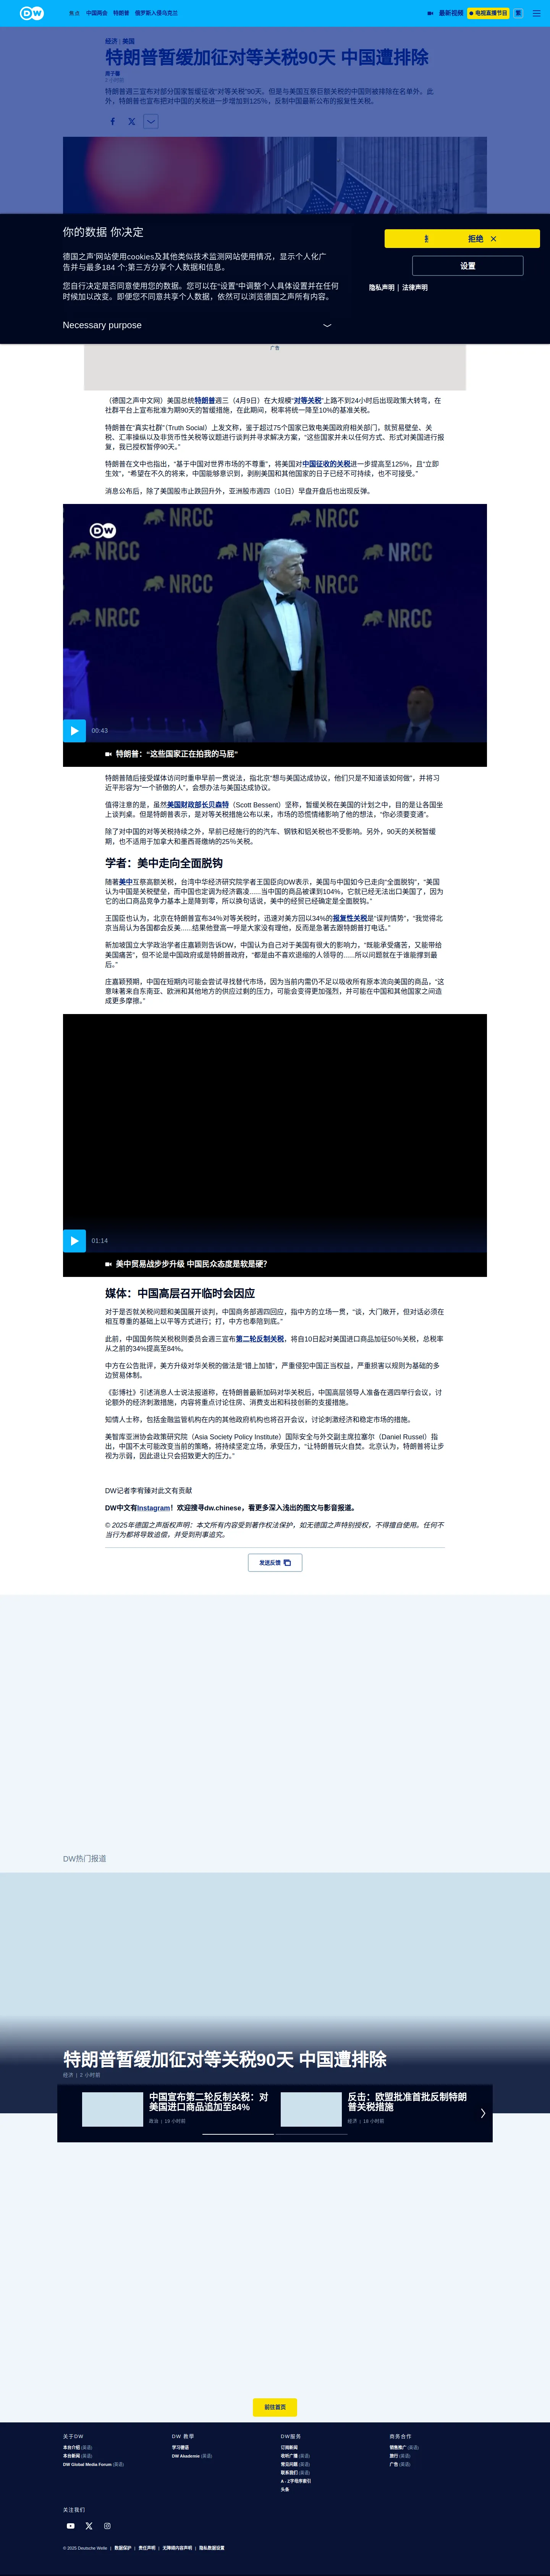 DW
焦点
中国两会
特朗普
俄罗斯入侵乌克兰
最新视频
电视直播节目
繁
经济 | 美国
特朗普暂缓加征对等关税90天 中国遭排除
2 小时前
特朗普週三宣布对部分国家暂缓征收“对等关税”90天。但是与美国互祭巨额关税的中国则被排除在名单外。此
外，特朗普也宣布把对中国的关税进一步增加到125％，反制中国最新公布的报复性关税。
你的数据 你决定
德国之声'网站使用cookies及其他类似技术监测网站使用情况，显示个人化广
告并与最多184 个;第三方分享个人数据和信息。
您自行决定是否同意使用您的数据。您可以在“设置”中调整个人具体设置并在任何
时候加以改变。即便您不同意共享个人数据，依然可以浏览德国之声所有内容。
Necessary purpose
拒绝
设置
隐私声明 | 法律声明
广告
（德国之声中文网）美国总统特朗普週三（4月9日）在大规模“对等关税”上路不到24小时后出现政策大转弯，在
社群平台上宣布批准为期90天的暂缓措施，在此期间，税率将统一降至10%的基准关税。
特朗普在“真实社群”（Truth Social）上发文称，鉴于超过75个国家已致电美国政府相关部门，就贸易壁垒、关
税、汇率操纵以及非货币性关税等议题进行谈判并寻求解决方案，“这些国家并未以任何方式、形式对美国进行报
复，我已授权暂停90天。”
特朗普在文中也指出，“基于中国对世界市场的不尊重”，将美国对中国征收的关税进一步提高至125%，且“立即
生效”，“希望在不久的将来，中国能够意识到，剥削美国和其他国家的日子已经不可持续，也不可接受。”
消息公布后，除了美国股市止跌回升外，亚洲股市週四（10日）早盘开盘后也出现反弹。
DW
NRCC
00:43
特朗普：“这些国家正在拍我的马屁”
特朗普随后接受媒体访问时重申早前一贯说法，指北京“想与美国达成协议，他们只是不知道该如何做”，并将习
近平形容为“一个骄傲的人”，会想办法与美国达成协议。
值得注意的是，虽然美国财政部长贝森特（Scott Bessent）坚称，暂缓关税在美国的计划之中，目的是让各国坐
上谈判桌。但是特朗普表示，是对等关税措施公布以来，市场的恐慌情绪影响了他的想法，“你必须要变通”。
除了对中国的对等关税持续之外，早前已经施行的的汽车、钢铁和铝关税也不受影响。另外，90天的关税暂缓
期，也不适用于加拿大和墨西哥缴纳的25%关税。
学者：美中走向全面脱钩
随著美中互祭高额关税，台湾中华经济研究院学者王国臣向DW表示，美国与中国如今已走向“全面脱钩”，“美国
认为中国是关税壁垒，而中国也可能认为对美国已经无计可施......当中国的商品被课到104%，它就已经无法出口美国了，因为
它的出口商品竞争力基本上是降到零，所以换句话说，美中的经贸已经确定是全面脱钩。”
王国臣也认为，北京在特朗普宣布34%对等关税时，迅速对美方回以34%的报复性关税是“误判情势”，“我觉得北
京当局认为各国都会反美......结果他登高一呼是大家没有理他，反而是急著去跟特朗普打电话。”
新加坡国立大学政治学者庄嘉颖则告诉DW，中国认为自己对于美国有很大的影响力，“既能承受痛苦，又能带给
美国痛苦”，但不论是中国政府或是特朗普政府，“都是由不喜欢退缩的人领导的......所以问题就在于谁能撑到最
后。”
庄嘉颖预期，中国在短期内可能会尝试寻找替代市场，因为当前内需仍不足以吸收所有原本流向美国的商品，“这
意味著来自东南亚、欧洲和其他地方的供应过剩的压力，可能会变得更加强烈，并可能在中国和其他国家之间造
成更多摩擦。”
01:14
美中贸易战步步升级 中国民众态度是软是硬？
媒体：中国高层召开临时会因应
对于是否就关税问题和美国展开谈判，中国商务部週四回应，指中方的立场一贯，“谈，大门敞开，但对话必须在
相互尊重的基础上以平等方式进行；打，中方也奉陪到底。”
此前，中国国务院关税税则委员会週三宣布第二轮反制关税，将自10日起对美国进口商品加征50％关税，总税率
从之前的34%提高至84%。
中方在公告批评，美方升级对华关税的做法是“错上加错”，严重侵犯中国正当权益，严重损害以规则为基础的多
边贸易体制。
《彭博社》引述消息人士说法报道称，在特朗普最新加码对华关税后，中国高层领导人准备在週四举行会议，讨
论额外的经济刺激措施，内容将重点讨论住房、消费支出和科技创新的支援措施。
知情人士称，包括金融监管机构在内的其他政府机构也将召开会议，讨论刺激经济和稳定市场的措施。
美智库亚洲协会政策研究院（Asia Society Policy Institute）国际安全与外交副主席拉塞尔（Daniel Russel）指
出，中国不太可能改变当前的策略，将持续坚定立场，承受压力，“让特朗普玩火自焚。北京认为，特朗普将让步
视为示弱，因此退让只会招致更大的压力。”
DW记者李宥臻对此文有贡献
DW中文有Instagram！欢迎搜寻dw.chinese，看更多深入浅出的图文与影音报道。
© 2025年德国之声版权声明：本文所有内容受到著作权法保护，如无德国之声特别授权，不得擅自使用。任何不
当行为都将导致追偿，并受到刑事追究。
发送反馈
DW热门报道
特朗普暂缓加征对等关税90天 中国遭排除
经济 | 2 小时前
中国宣布第二轮反制关税：对
美国进口商品追加至84%
政治 | 19 小时前
反击：欧盟批准首批反制特朗
普关税措施
经济 | 18 小时前
前往首页
关于DW
本台介绍 (英语)
本台新闻 (英语)
DW Global Media Forum (英语)
DW 教学
学习德语
DW Akademie (英语)
DW服务
订阅新闻
收听广播 (英语)
常见问题 (英语)
联系我们 (英语)
A - Z字母序索引
头条
商务合作
销售推广 (英语)
旅行 (英语)
广告 (英语)
关注我们
© 2025 Deutsche Welle | 数据保护 | 责任声明 | 无障碍内容声明 | 隐私数据设置